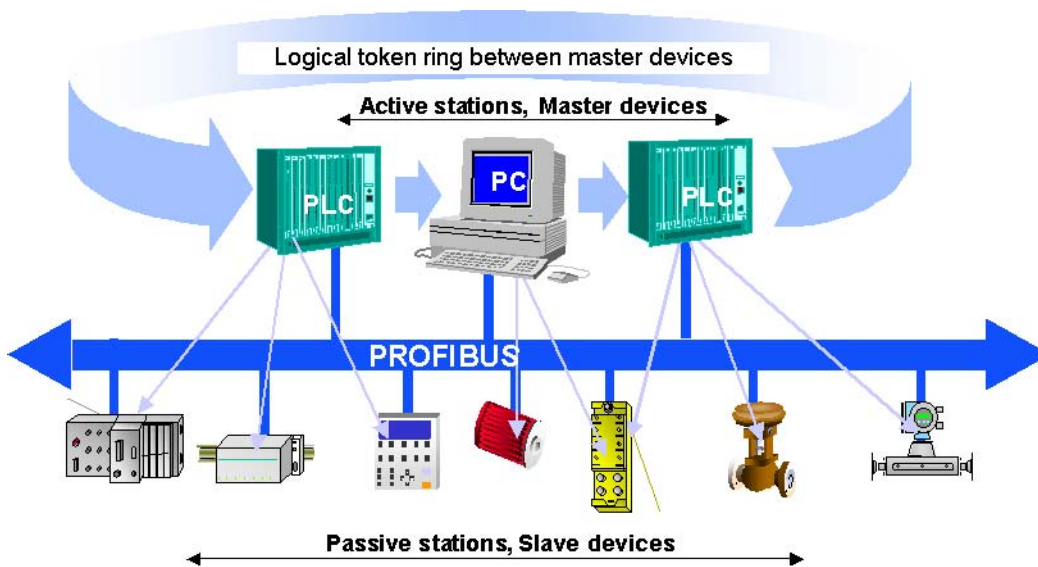 Logical token ring between master devices
Active stations, Master devices
PLC
PC
PLC
PROFIBUS
Passive stations, Slave devices